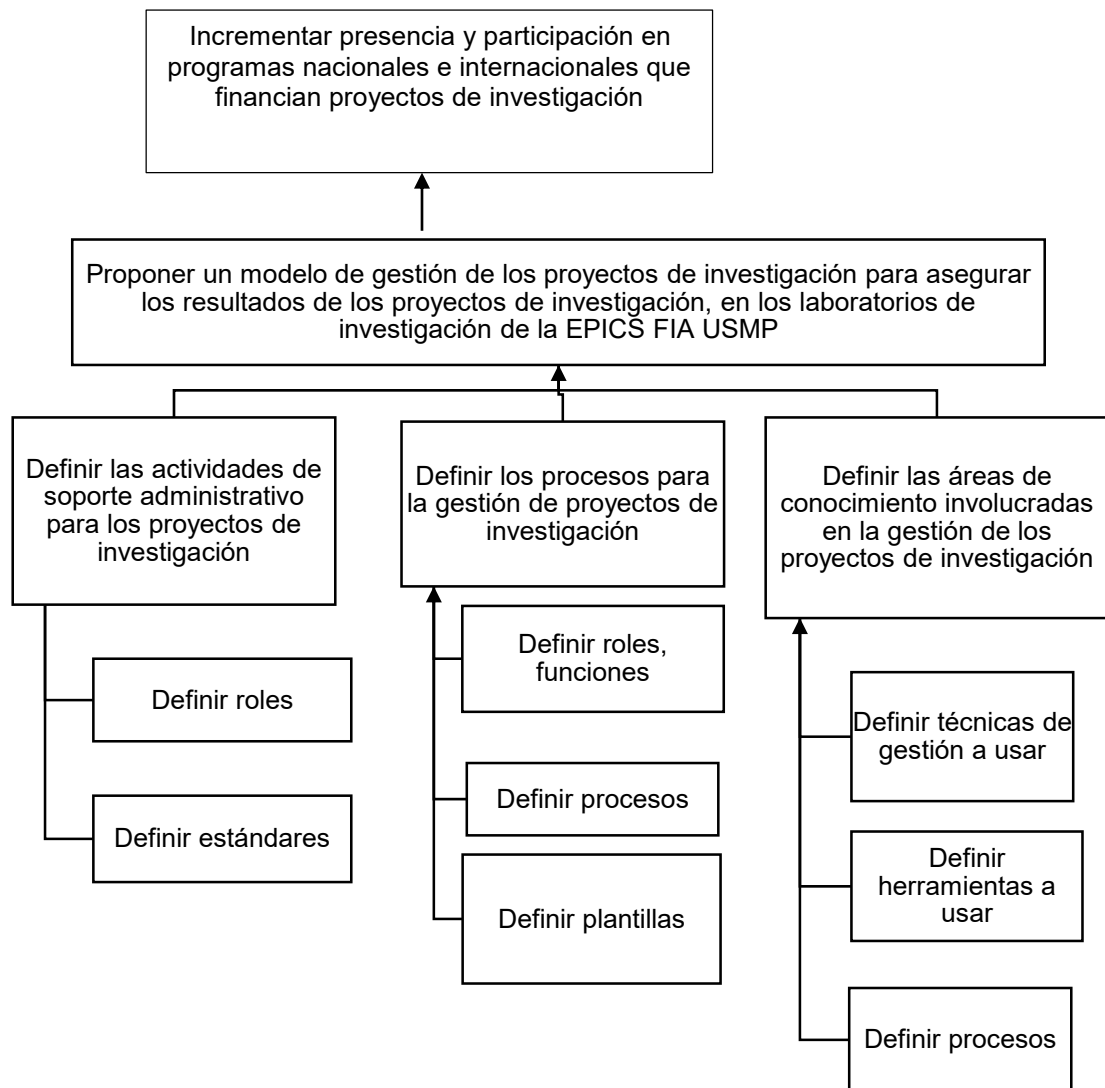 Incrementar presencia y participación en
programas nacionales e internacionales que
financian proyectos de investigación
Proponer un modelo de gestión de los proyectos de investigación para asegurar
los resultados de los proyectos de investigación, en los laboratorios de
investigación de la EPICS FIA USMP
Definir las actividades de
soporte administrativo
para los proyectos de
investigación
Definir roles
Definir estándares
Definir los procesos para
la gestión de proyectos de
investigación
Definir roles,
funciones
Definir procesos
Definir plantillas
Definir las áreas de
conocimiento involucradas
en la gestión de los
proyectos de investigación
Definir técnicas de
gestión a usar
Definir
herramientas a
usar
Definir procesos